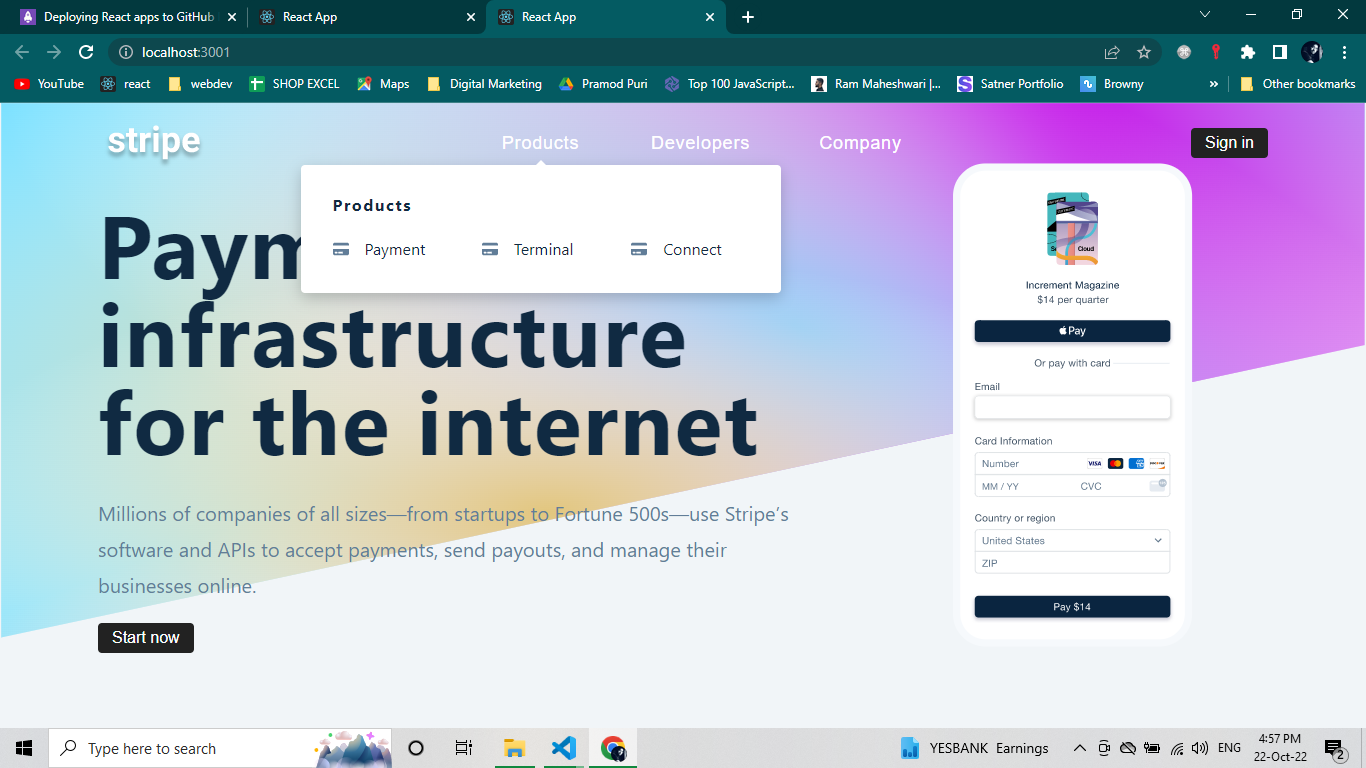 Deploying React apps to GitHub
React App
React App
localhost:3001
YouTube
react
webdev
SHOP EXCEL
Maps
Digital Marketing
Pramod Puri
Top 100 JavaScript...
Ram Maheshwari |...
Satner Portfolio
Browny
»
Other bookmarks
stripe
Products
Developers
Company
Sign in
Products
Payment
Terminal
Connect
Paym
infrastructure
for the internet
Millions of companies of all sizes—from startups to Fortune 500s—use Stripe's
software and APIs to accept payments, send payouts, and manage their
businesses online.
Start now
Cloud
Increment Magazine
$14 per quarter
Pay
Or pay with card
Email
Card Information
Number
VISA
MM / YY
CVC
Country or region
United States
ZIP
Pay $14
Type here to search
YESBANK Earnings
ENG
4:57 PM
22-Oct-22
2